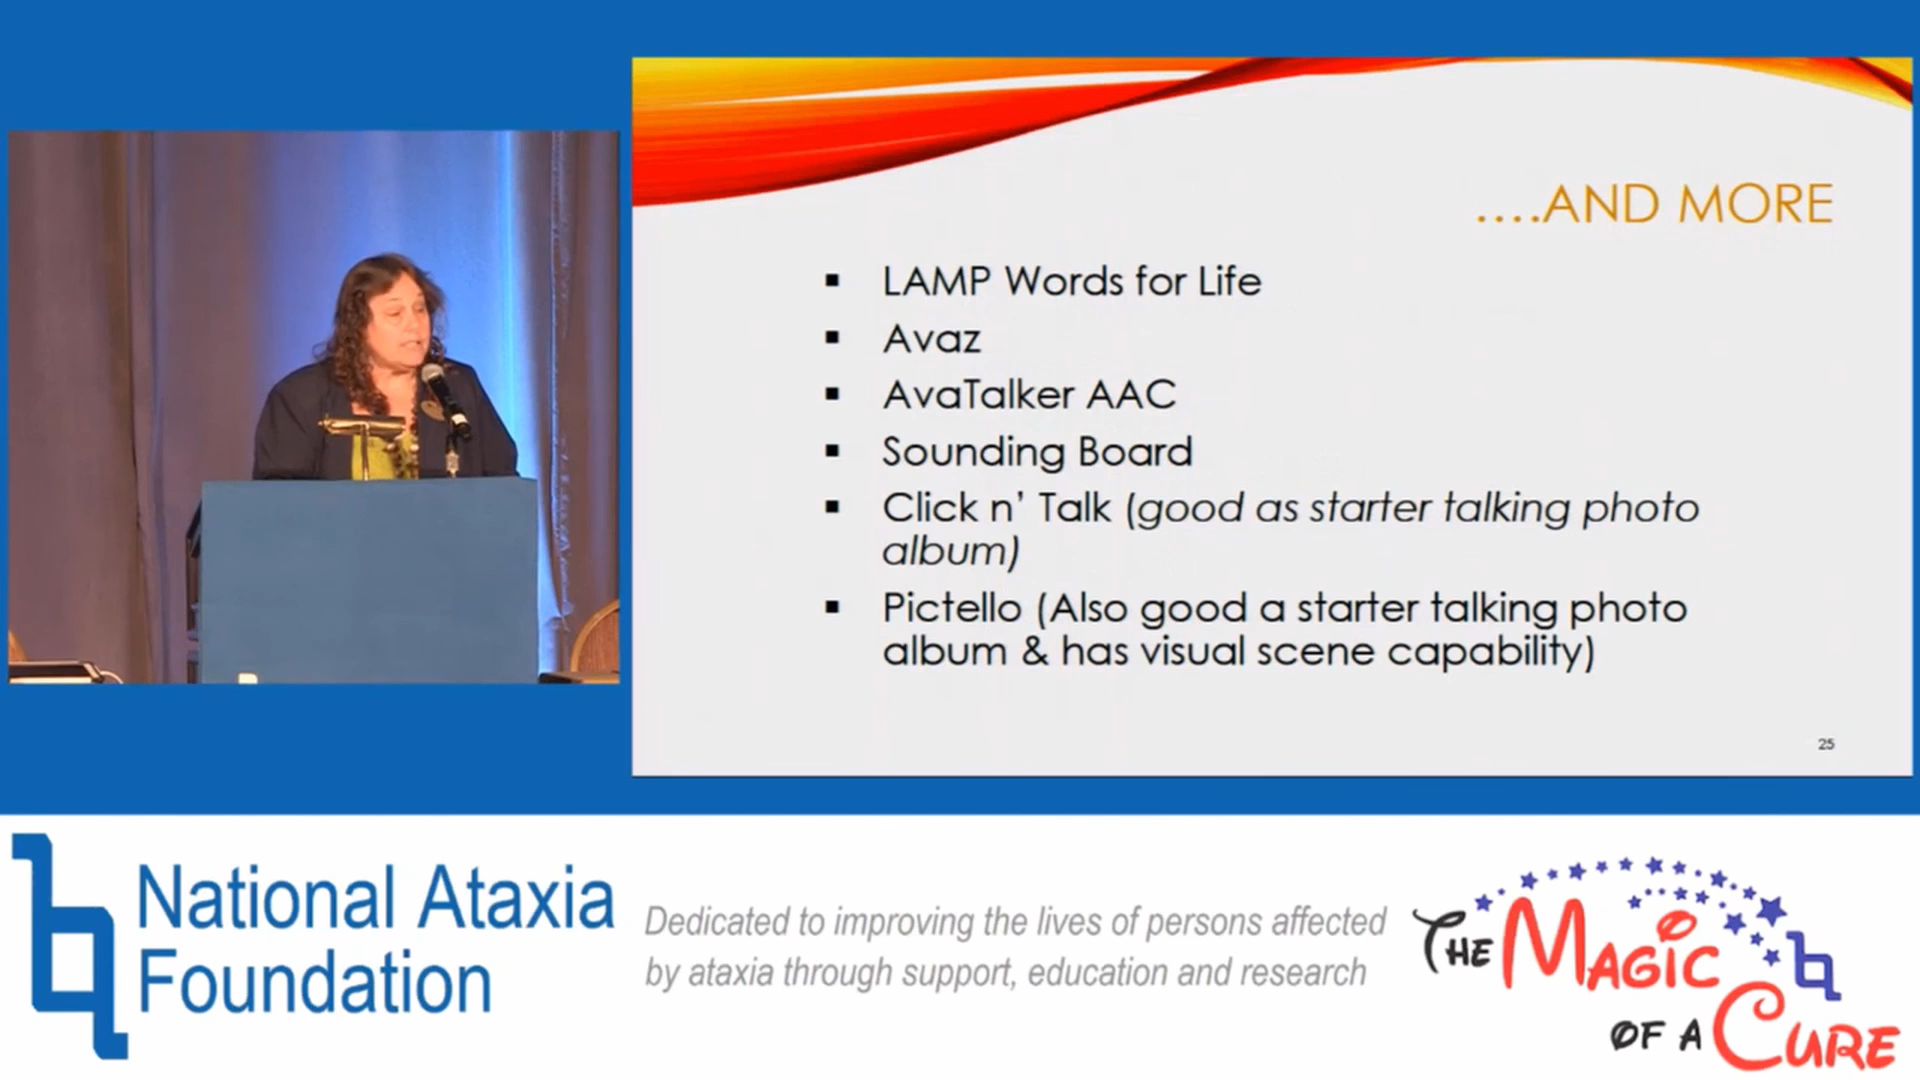 ....AND MORE
▪ LAMP Words for Life
▪ Avaz
▪ AvaTalker AAC
▪ Sounding Board
▪ Click n' Talk (good as starter talking photo
album)
▪ Pictello (Also good a starter talking photo
album & has visual scene capability)
25
National Ataxia
Foundation
Dedicated to improving the lives of persons affected
by ataxia through support, education and research
THE MAGIC
OF A CURE